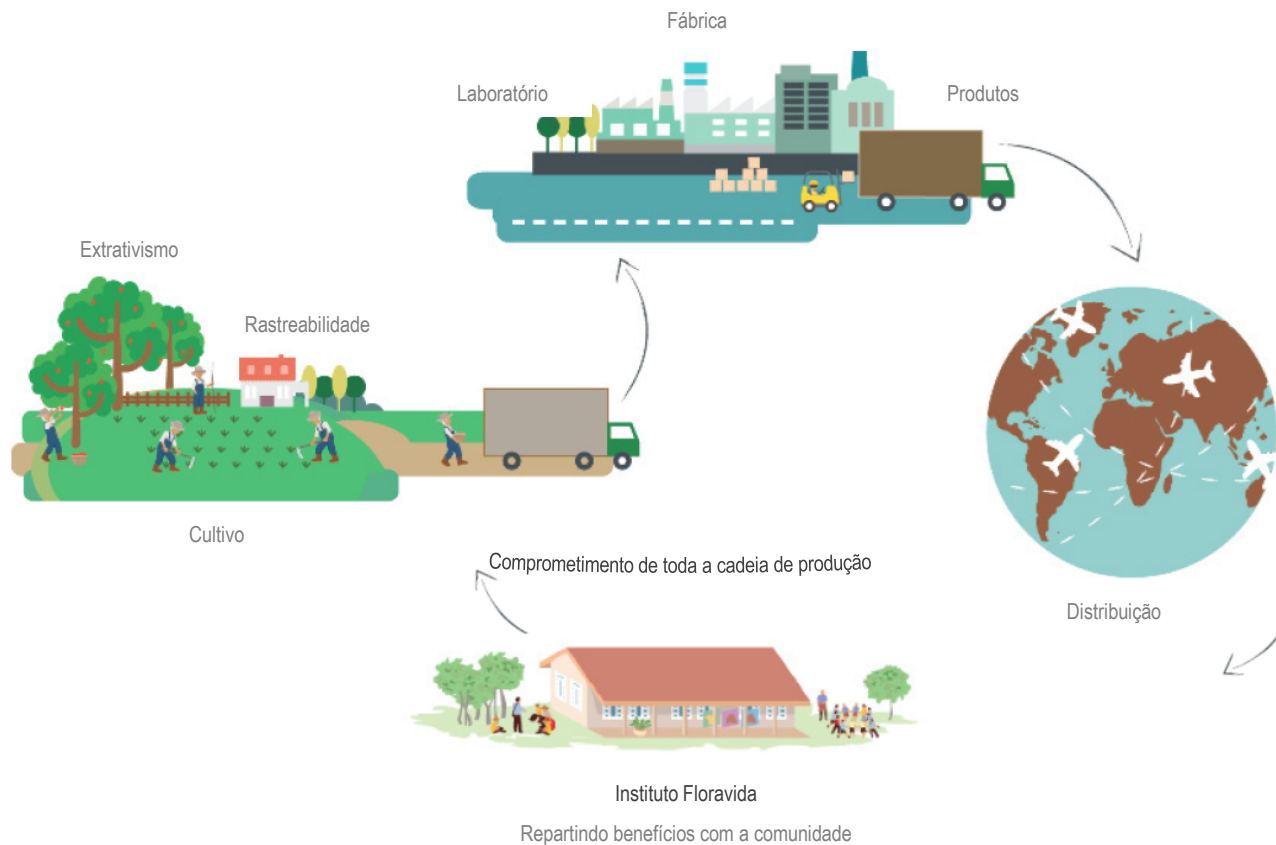 Fábrica
Laboratório
Produtos
Extrativismo
Rastreabilidade
Cultivo
Comprometimento de toda a cadeia de produção
Distribuição
Instituto Floravida
Repartindo benefícios com a comunidade